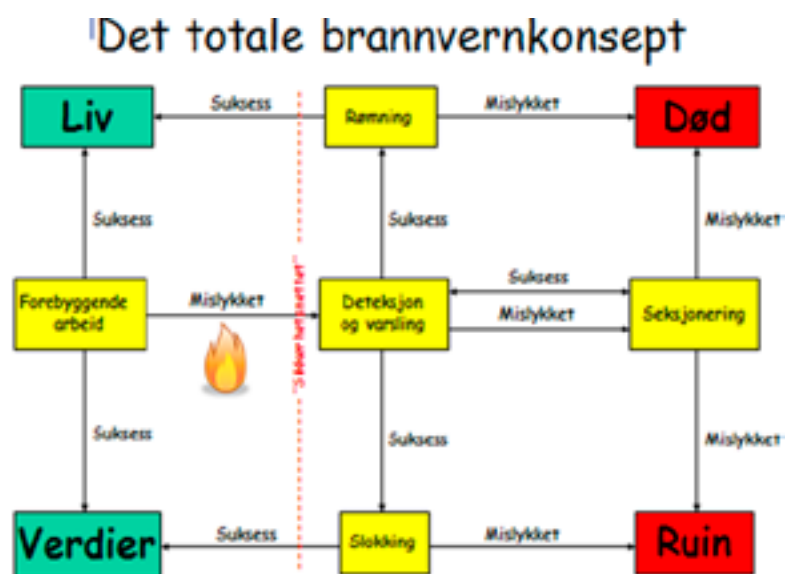 Det totale brannvernkonsept
Liv
Suksess
Rømning
Mislykket
Død
Suksess
Suksess
Mislykket
Forebyggende
arbeid
Mislykket
"Sikkerhetsnettet"
Deteksjon
og varsling
Suksess
Mislykket
Seksjonering
Suksess
Suksess
Mislykket
Verdier
Suksess
Slokking
Mislykket
Ruin